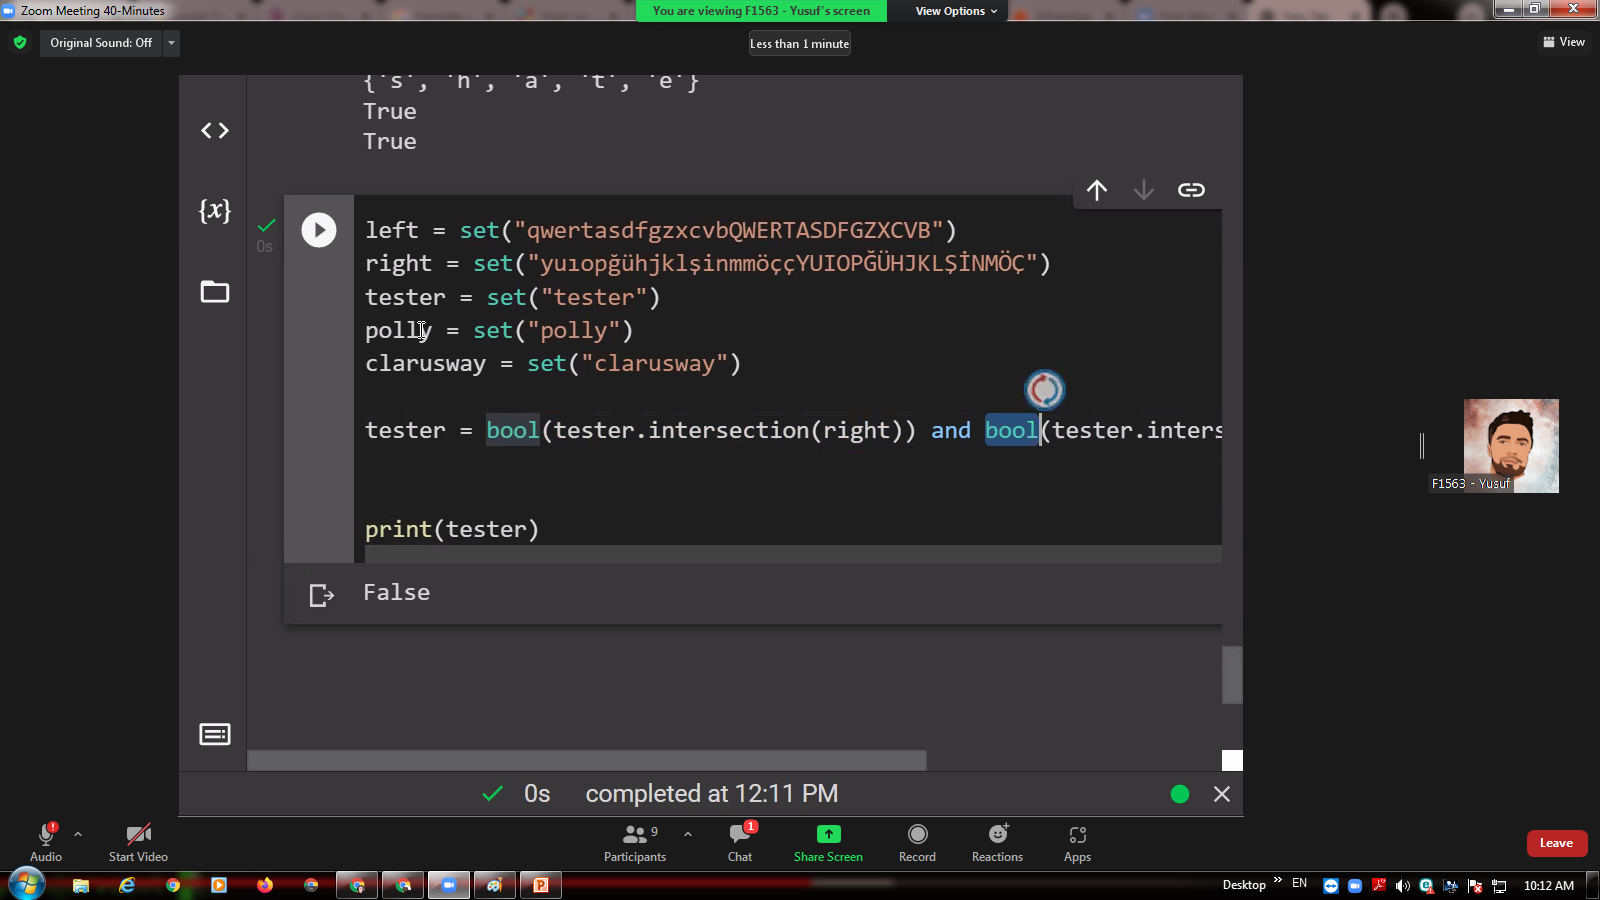 Zoom Meeting 40-Minutes
You are viewing F1563 - Yusuf's screen
View Options
Original Sound: Off
Less than 1 minute
View
{'s', 'h', 'a', 't', 'e'}
True
True
{x}
0s
left = set("qwertasdfgzxcvbQWERTASDFGZXCVB")
right = set("yuıopğühjklşinmmöççYUIOPĞÜHJKLŞİNMÖÇ")
tester = set("tester")
polly = set("polly")
clarusway = set("clarusway")
tester = bool(tester.intersection(right)) and bool(tester.inters
print(tester)
False
F1563 - Yusuf
0s completed at 12:11 PM
Audio
Start Video
9
Participants
1
Chat
Share Screen
Record
Reactions
Apps
Leave
Desktop
EN
10:12 AM